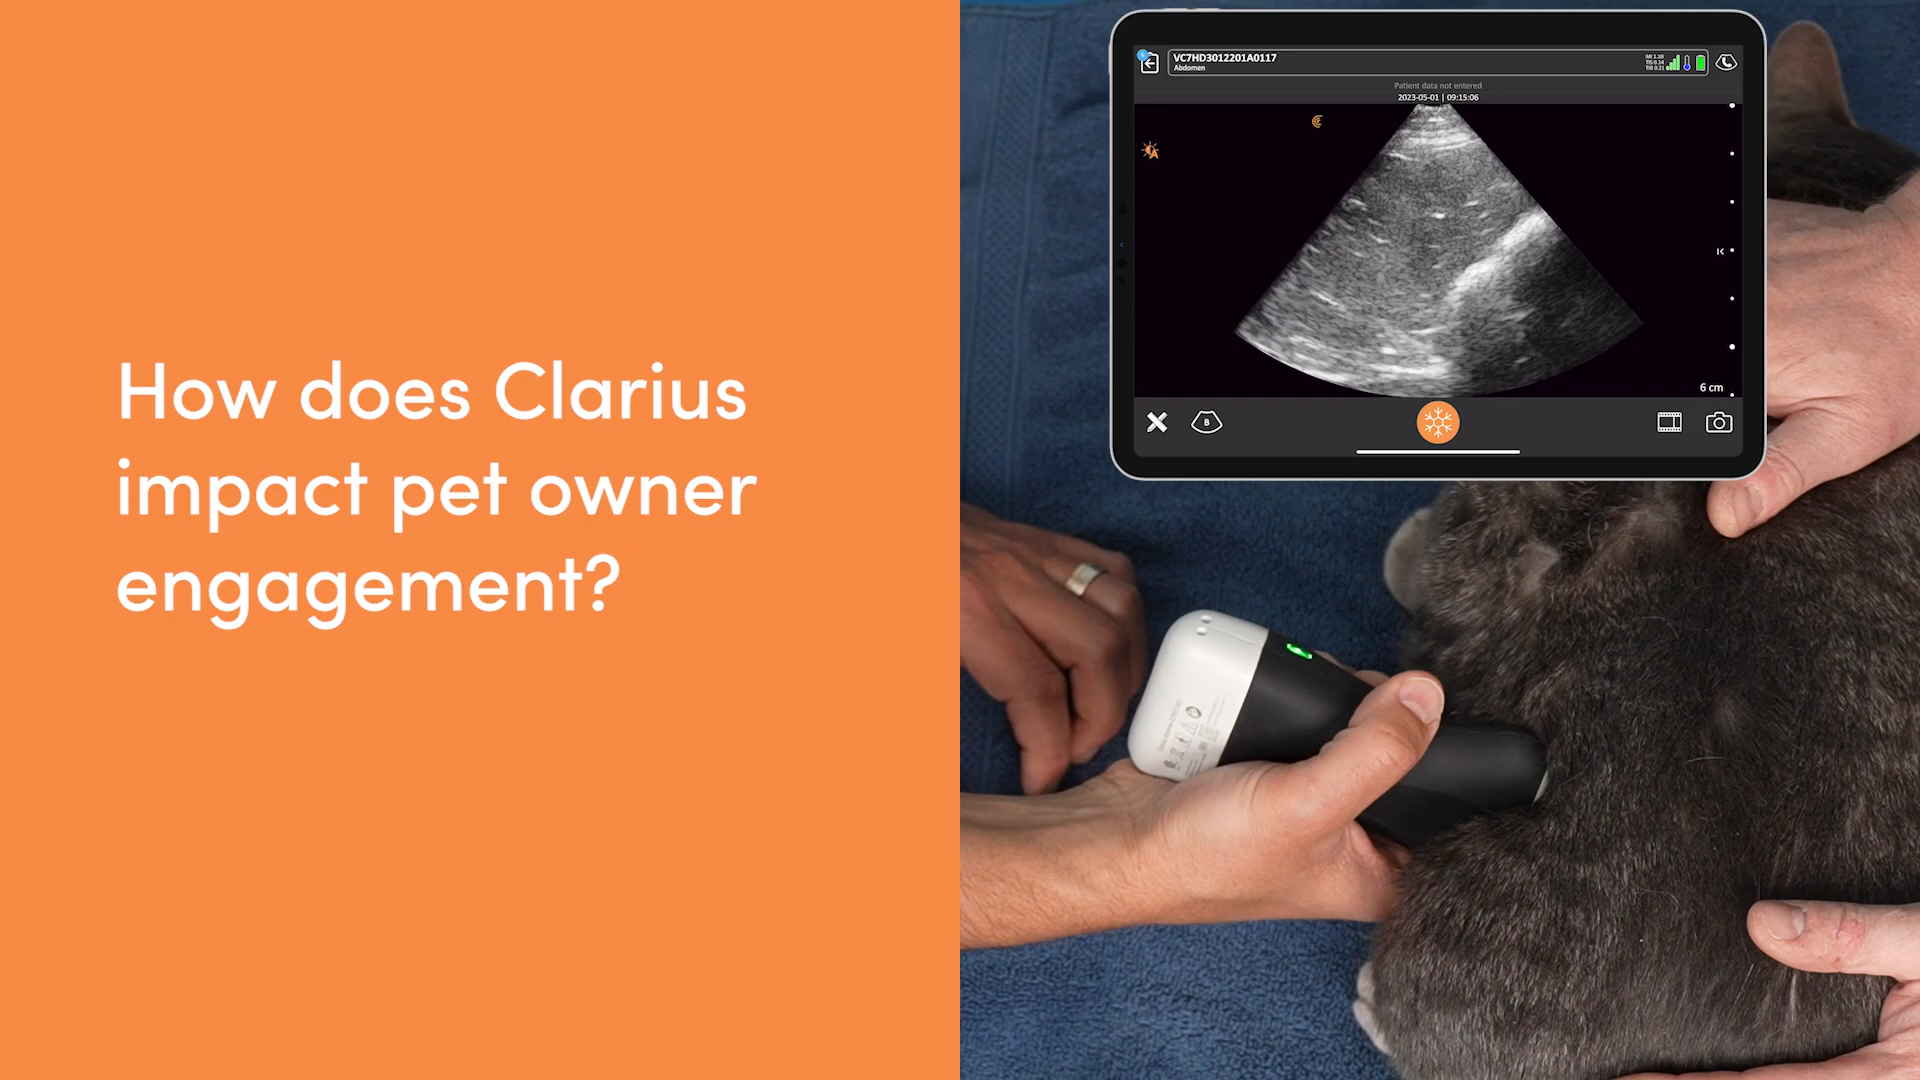 How does Clarius
impact pet owner
engagement?
VC7HD3012201A0117
Abdomen
Patient data not entered
2023-05-01 | 09:15:06
6 cm
B